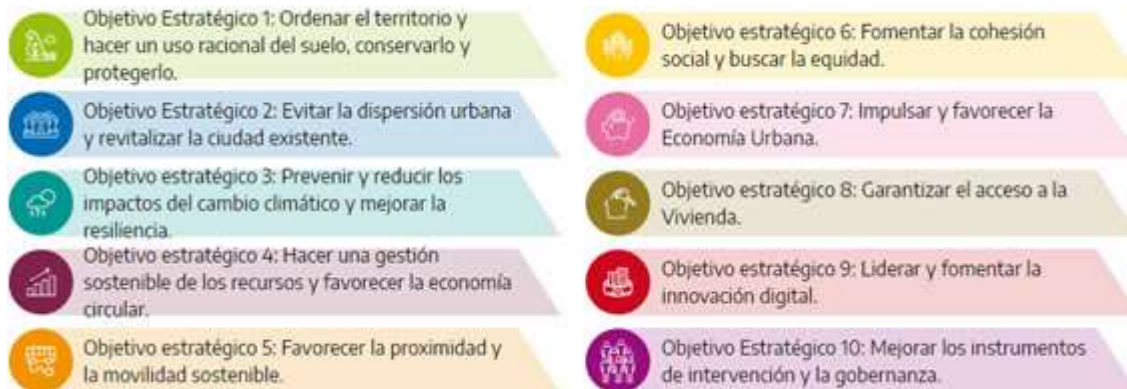 Objetivo Estratégico 1: Ordenar el territorio y
hacer un uso racional del suelo, conservarlo y
protegerlo.
Objetivo Estratégico 2: Evitar la dispersión urbana
y revitalizar la ciudad existente.
Objetivo estratégico 3: Prevenir y reducir los
impactos del cambio climático y mejorar la
resiliencia.
Objetivo estratégico 4: Hacer una gestión
sostenible de los recursos y favorecer la economía
circular.
Objetivo estratégico 5: Favorecer la proximidad y
la movilidad sostenible.
Objetivo estratégico 6: Fomentar la cohesión
social y buscar la equidad.
Objetivo estratégico 7: Impulsar y favorecer la
Economía Urbana.
Objetivo estratégico 8: Garantizar el acceso a la
Vivienda.
Objetivo estratégico 9: Liderar y fomentar la
innovación digital.
Objetivo Estratégico 10: Mejorar los instrumentos
de intervención y la gobernanza.